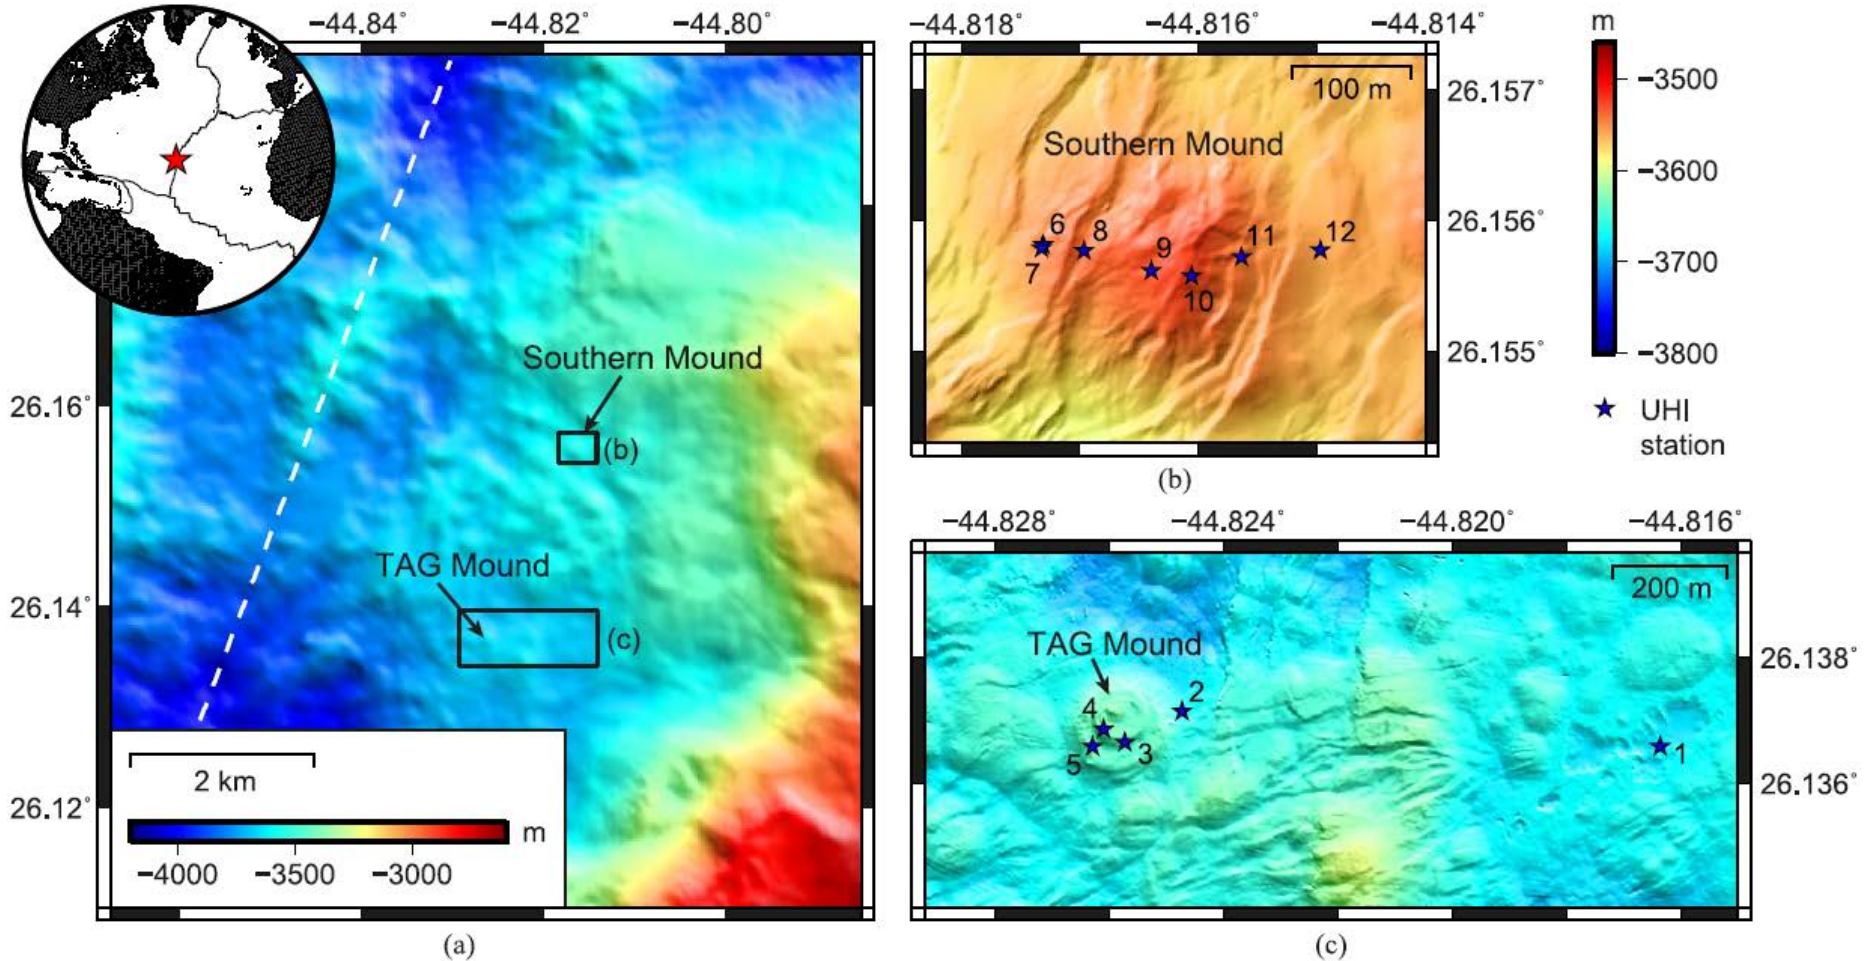 −44.84° −44.82° −44.80°
26.16°
26.14°
26.12°
Southern Mound
(b)
TAG Mound
(c)
2 km
m
−4000 −3500 −3000
(a)
−44.818° −44.816° −44.814°
100 m
26.157°
26.156°
26.155°
Southern Mound
6
8
7
9
10
11
12
(b)
m
−3500
−3600
−3700
−3800
UHI
station
−44.828° −44.824° −44.820° −44.816°
200 m
26.138°
26.136°
TAG Mound
2
4
3
5
1
(c)